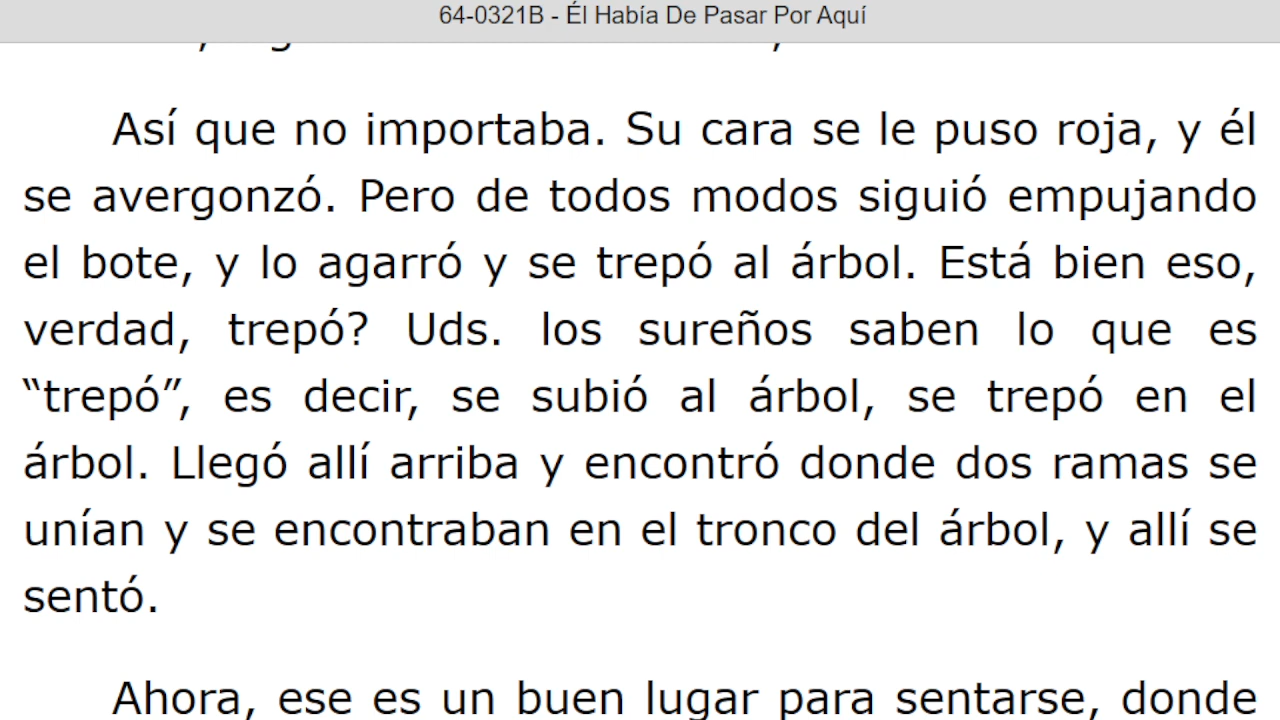 64-0321B - Él Había De Pasar Por Aquí
Así que no importaba. Su cara se le puso roja, y él
se avergonzó. Pero de todos modos siguió empujando
el bote, y lo agarró y se trepó al árbol. Está bien eso,
verdad, trepó? Uds. los sureños saben lo que es
“trepó”, es decir, se subió al árbol, se trepó en el
árbol. Llegó allí arriba y encontró donde dos ramas se
unían y se encontraban en el tronco del árbol, y allí se
sentó.
Ahora, ese es un buen lugar para sentarse, donde